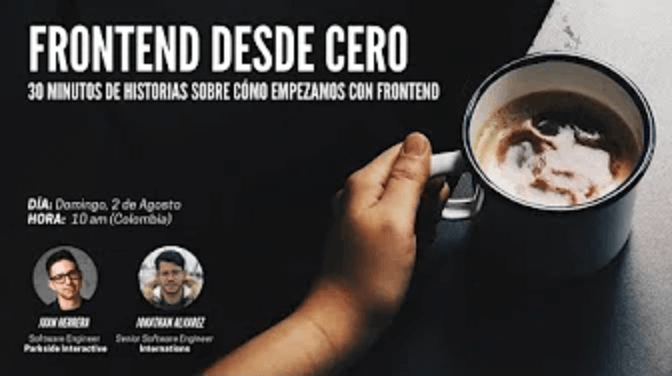 FRONTEND DESDE CERO
30 MINUTOS DE HISTORIAS SOBRE CÓMO EMPEZAMOS CON FRONTEND
DÍA: Domingo, 2 de Agosto
HORA: 10 am (Colombia)
JUAN HERRERA
Software Engineer
Parkside Interactive
JONATHAN ALVAREZ
Senior Software Engineer
Internations